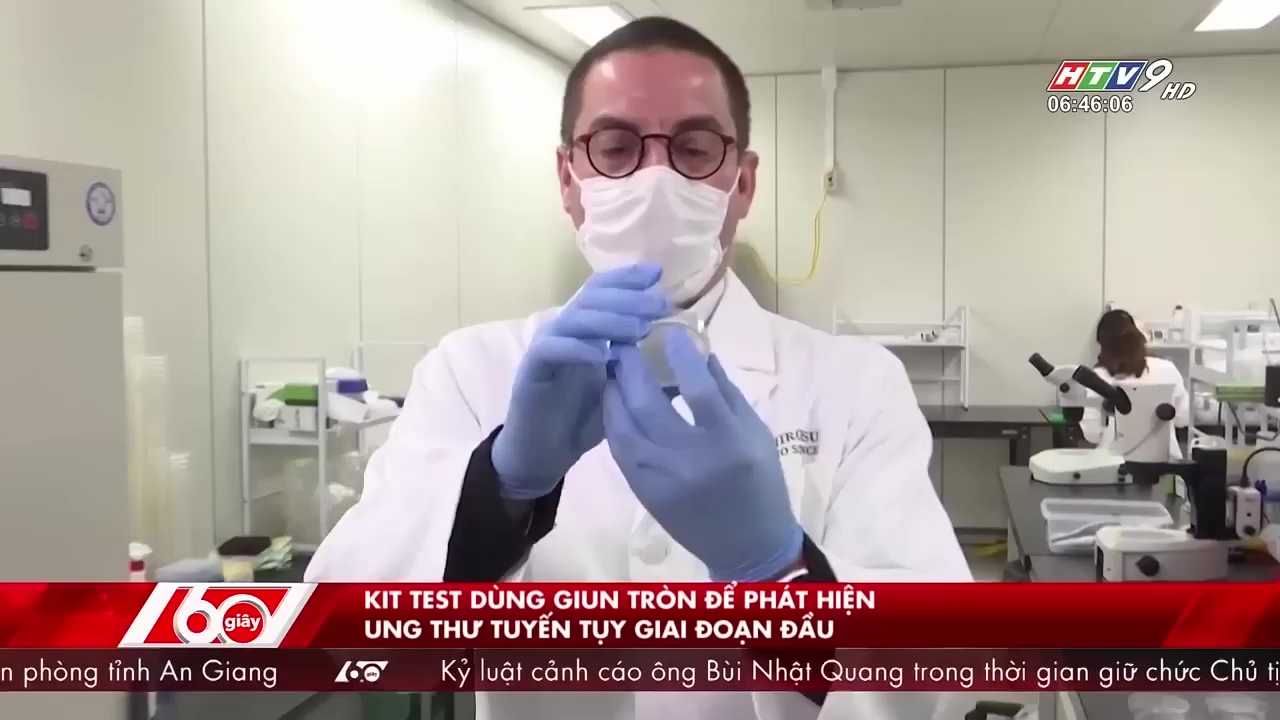 HTV9 HD
06:46:06
60 giây
KIT TEST DÙNG GIUN TRÒN ĐỂ PHÁT HIỆN
UNG THƯ TUYẾN TỤY GIAI ĐOẠN ĐẦU
n phòng tỉnh An Giang 60 giây Kỷ luật cảnh cáo ông Bùi Nhật Quang trong thời gian giữ chức Chủ tị